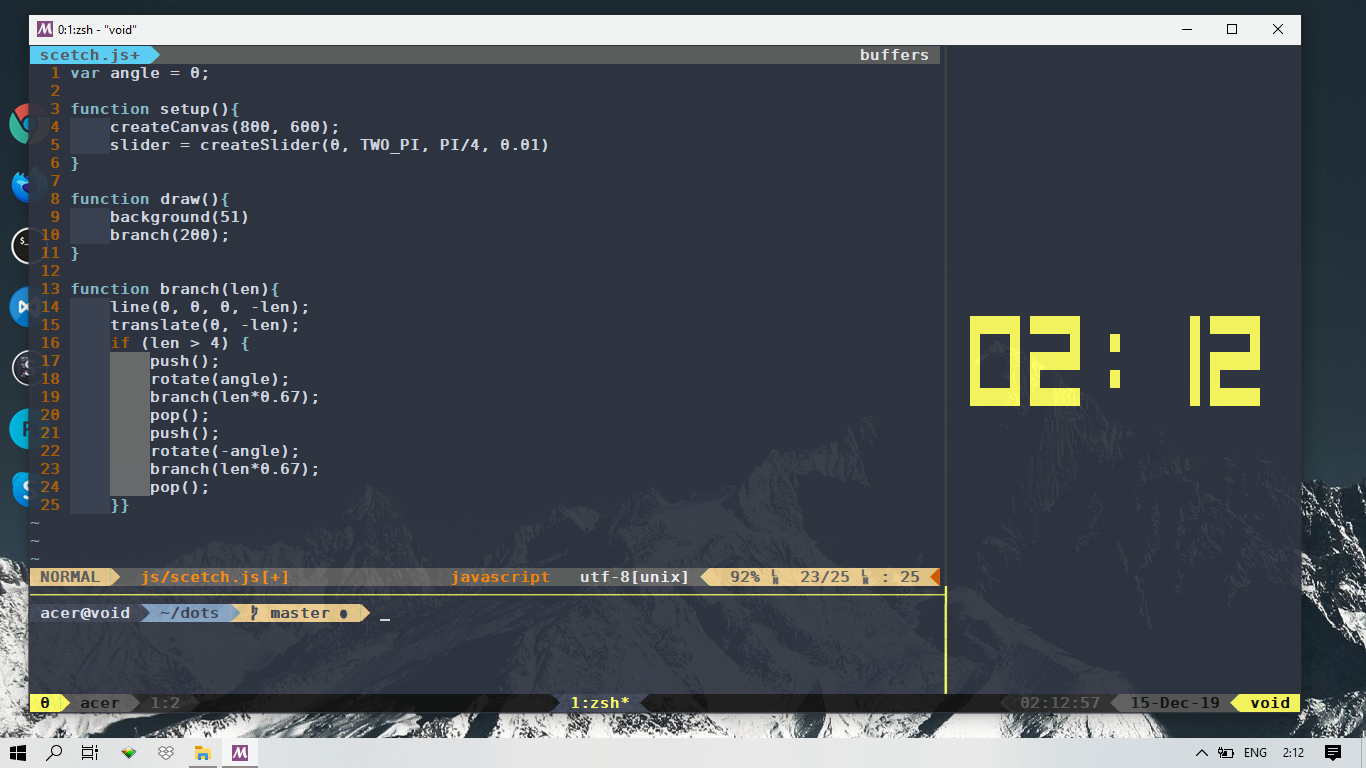 0:1:zsh - "void"
scetch.js+ buffers
1 var angle = 0;
2
3 function setup(){
4 createCanvas(800, 600);
5 slider = createSlider(0, TWO_PI, PI/4, 0.01)
6 }
7
8 function draw(){
9 background(51)
10 branch(200);
11 }
12
13 function branch(len){
14 line(0, 0, 0, -len);
15 translate(0, -len);
16 if (len > 4) {
17 push();
18 rotate(angle);
19 branch(len*0.67);
20 pop();
21 push();
22 rotate(-angle);
23 branch(len*0.67);
24 pop();
25 }}
~
~
~
02:12
NORMAL js/scetch.js[+] javascript utf-8[unix] 92% 23/25 : 25
acer@void ~/dots master
0 acer 1:2 1:zsh* 02:12:57 15-Dec-19 void
ENG 2:12